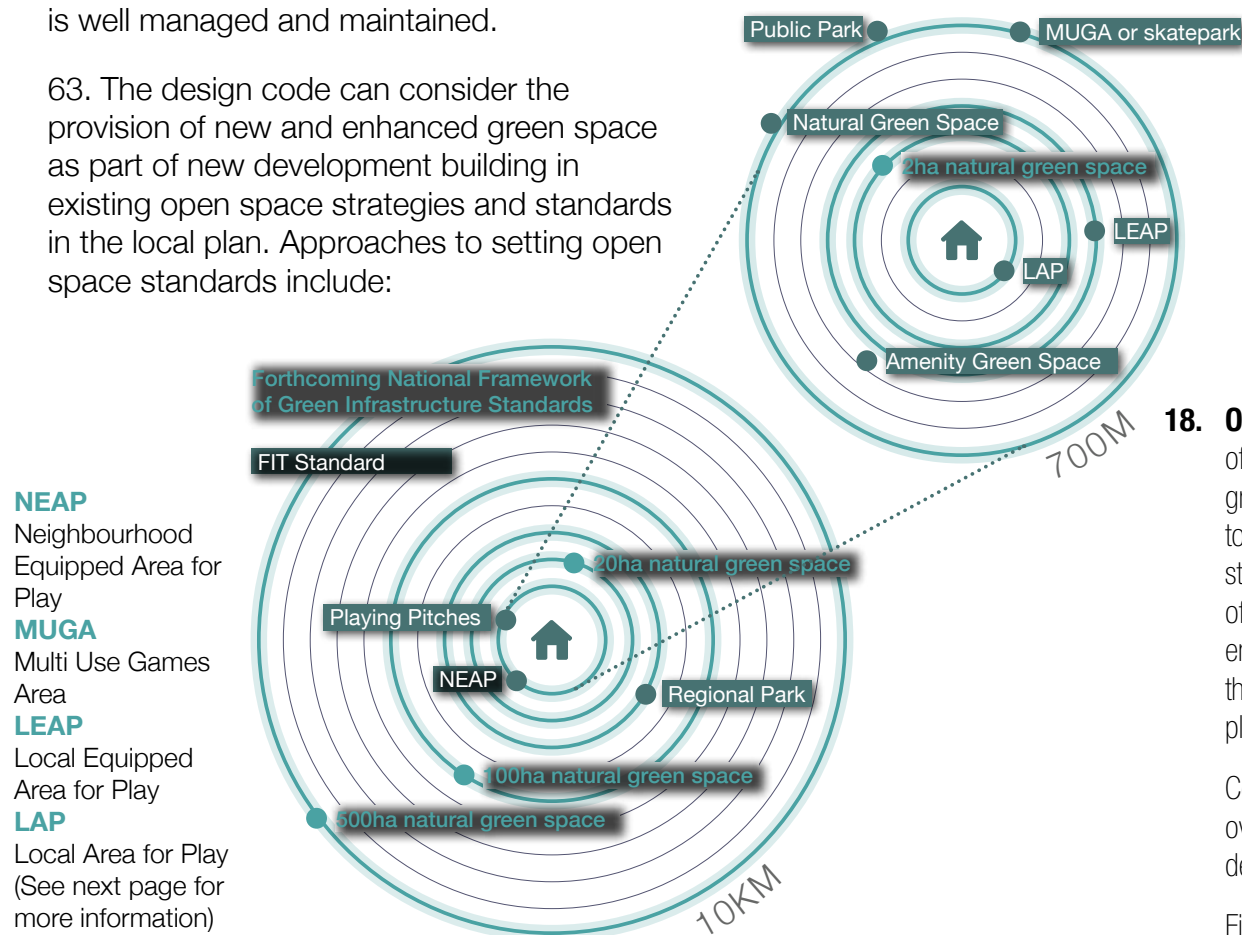 is well managed and maintained.
63. The design code can consider the
provision of new and enhanced green space
as part of new development building in
existing open space strategies and standards
in the local plan. Approaches to setting open
space standards include:
Public Park
MUGA or skatepark
Natural Green Space
2ha natural green space
LEAP
LAP
Amenity Green Space
700M
Forthcoming National Framework
of Green Infrastructure Standards
FIT Standard
20ha natural green space
Playing Pitches
NEAP
Regional Park
100ha natural green space
500ha natural green space
10KM
NEAP
Neighbourhood
Equipped Area for
Play
MUGA
Multi Use Games
Area
LEAP
Local Equipped
Area for Play
LAP
Local Area for Play
(See next page for
more information)
18.
of